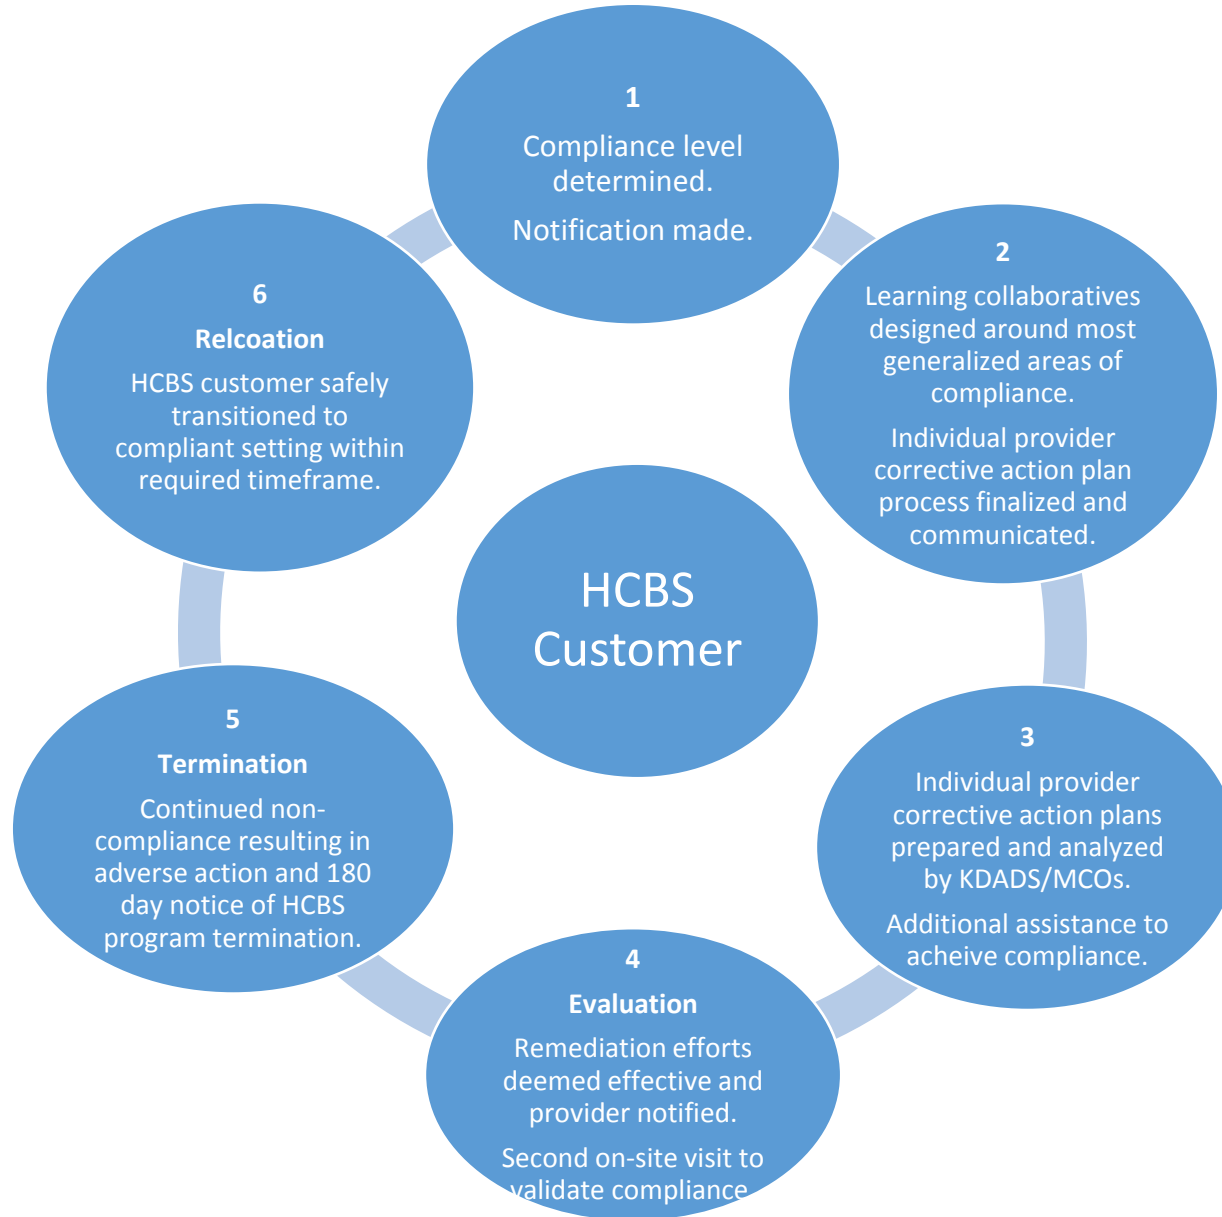 1
Compliance level
determined.
Notification made.
2
Learning collaboratives
designed around most
generalized areas of
compliance.
Individual provider
corrective action plan
process finalized and
communicated.
3
Individual provider
corrective action plans
prepared and analyzed
by KDADS/MCOs.
Additional assistance to
acheive compliance.
4
Evaluation
Remediation efforts
deemed effective and
provider notified.
Second on-site visit to
validate compliance
5
Termination
Continued non-
compliance resulting in
adverse action and 180
day notice of HCBS
program termination.
6
Relcoation
HCBS customer safely
transitioned to
compliant setting within
required timeframe.
HCBS
Customer